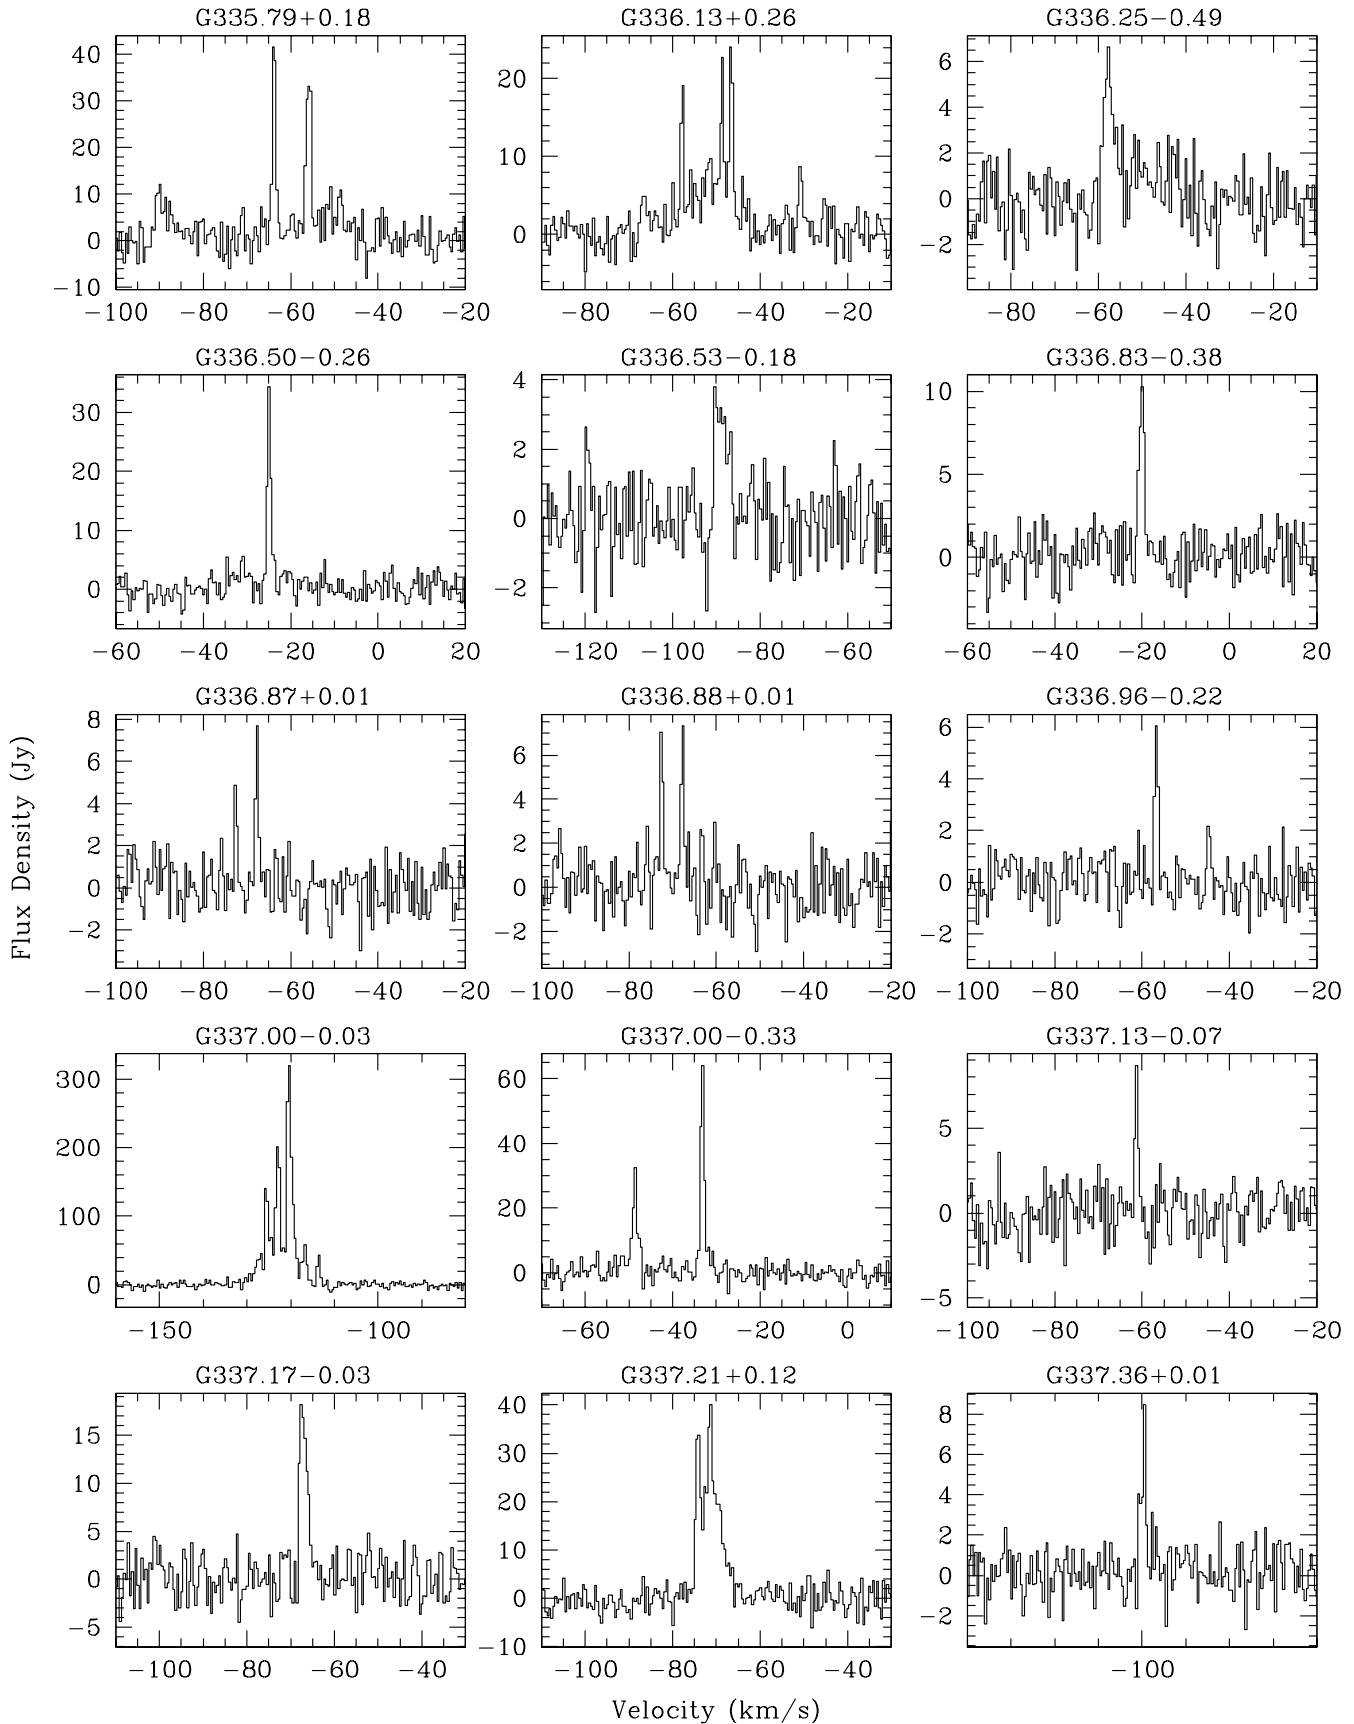 G335.79+0.18 G336.13+0.26 G336.25−0.49
40 20 6
30 4
20 10 2
10 0
0 0 −2
−10
−100 −80 −60 −40 −20 −80 −60 −40 −20 −80 −60 −40 −20
G336.50−0.26 G336.53−0.18 G336.83−0.38
30 4 10
20 2 5
10 0 0
0 −2
−60 −40 −20 0 20 −120 −100 −80 −60 −60 −40 −20 0 20
G336.87+0.01 G336.88+0.01 G336.96−0.22
8 6 6
6 4 4
4 2 2
2 0 0
0 −2 −2
−2
−100 −80 −60 −40 −20 −100 −80 −60 −40 −20 −100 −80 −60 −40 −20
Flux Density (Jy)
G337.00−0.03 G337.00−0.33 G337.13−0.07
300 60 5
200 40 0
100 20 −5
0 0
−150 −100 −60 −40 −20 0 −100 −80 −60 −40 −20
G337.17−0.03 G337.21+0.12 G337.36+0.01
15 40 8
10 30 6
5 20 4
0 10 2
−5 0 0
−10 −2
−100 −80 −60 −40 −100 −80 −60 −40 −100
Velocity (km/s)